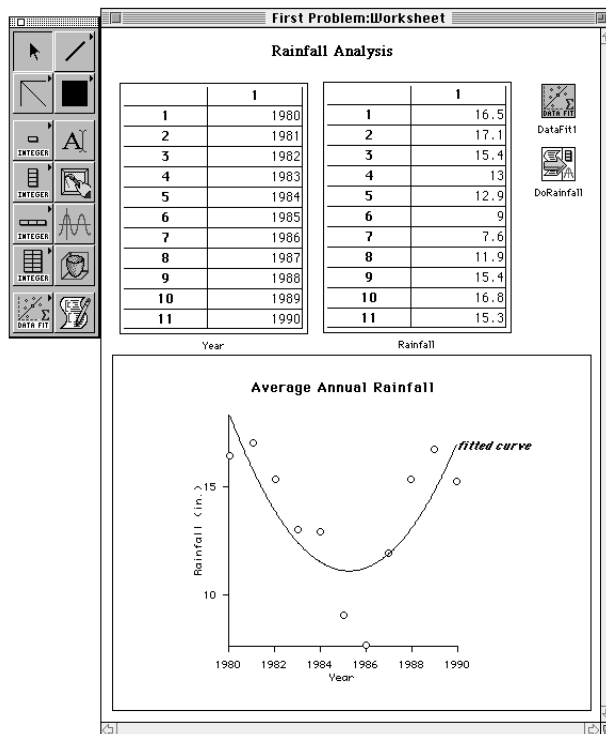 First Problem:Worksheet
Rainfall Analysis
INTEGER
A
INTEGER
INTEGER
INTEGER
DATA FIT
Σ
1
1 1980
2 1981
3 1982
4 1983
5 1984
6 1985
7 1986
8 1987
9 1988
10 1989
11 1990
Year
1
1 16.5
2 17.1
3 15.4
4 13
5 12.9
6 9
7 7.6
8 11.9
9 15.4
10 16.8
11 15.3
Rainfall
Σ
DATA FIT
DataFit1
DoRainfall
Average Annual Rainfall
fitted curve
Rainfall (in.)
15
10
1980 1982 1984 1986 1988 1990
Year